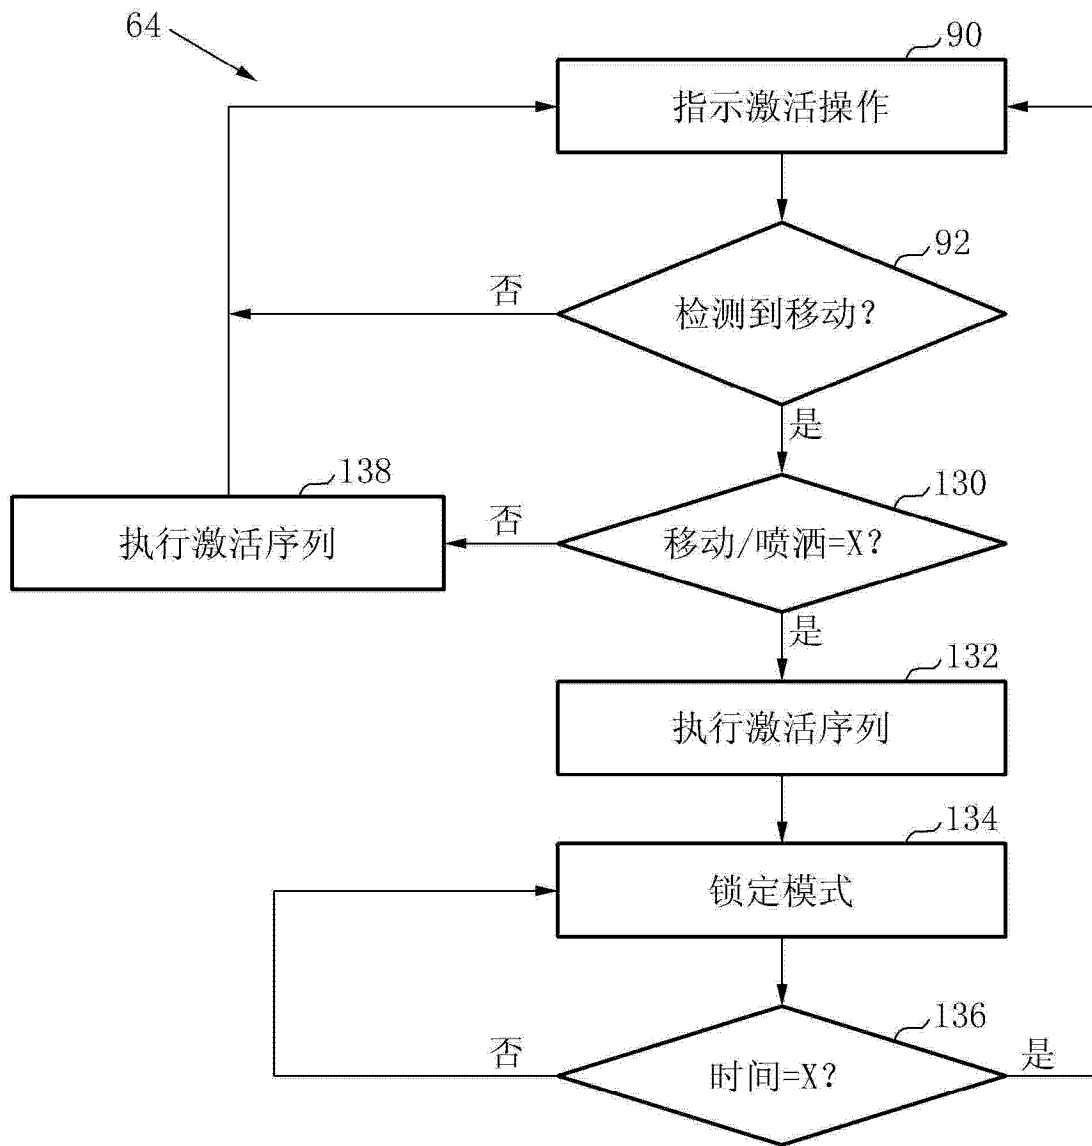 64
90
指示激活操作
92
否
检测到移动?
是
138
130
执行激活序列
否
移动/喷洒=X?
是
132
执行激活序列
134
锁定模式
136
否
时间=X?
是